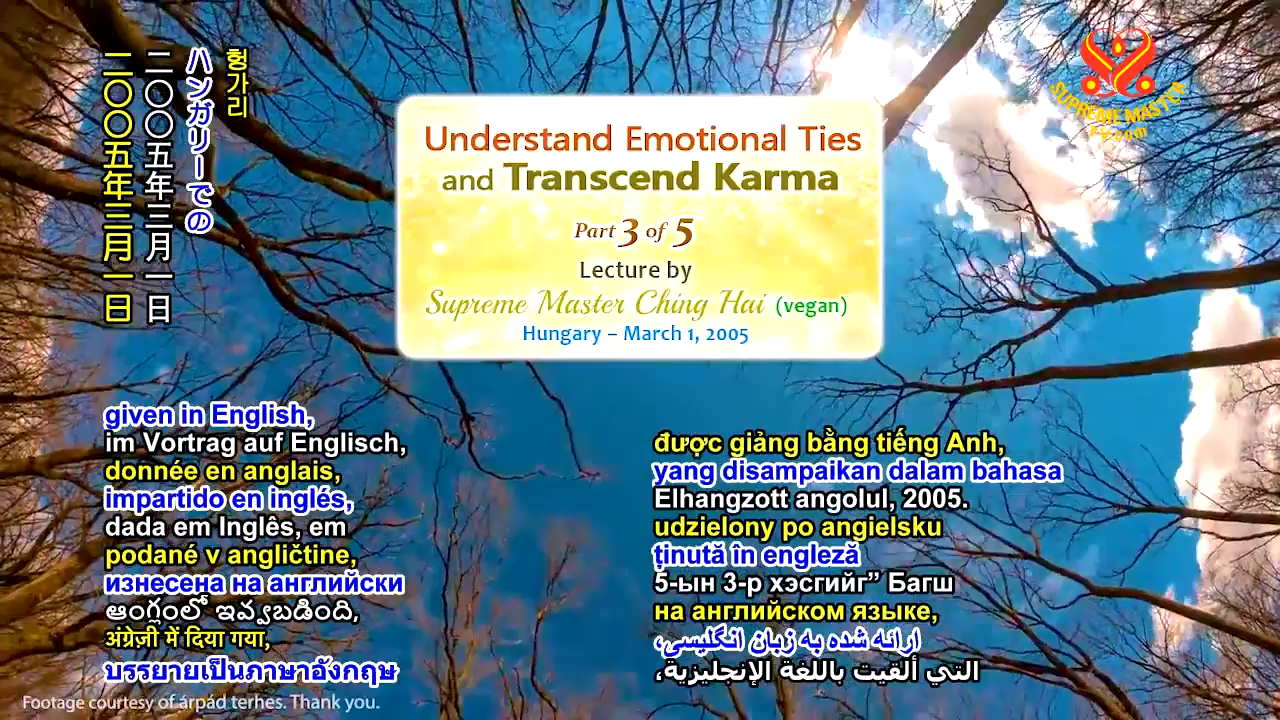 二〇〇五年三月一日
二〇〇五年三月一日
ハンガリーでの
헝가리
SUPREME MASTER
TV.com
Understand Emotional Ties
and Transcend Karma
Part 3 of 5
Lecture by
Supreme Master Ching Hai (vegan)
Hungary – March 1, 2005
given in English,
im Vortrag auf Englisch,
donnée en anglais,
impartido en inglés,
dada em Inglês, em
podané v angličtine,
изнесена на английски
ఆంగ్లంలో ఇవ్వబడింది,
अंग्रेज़ी में दिया गया,
บรรยายเป็นภาษาอังกฤษ
được giảng bằng tiếng Anh,
yang disampaikan dalam bahasa
Elhangzott angolul, 2005.
udzielony po angielsku
ținută în engleză
5-ын 3-р хэсгийг” Багш
на английском языке,
ارائه شده به زبان انگلیسی،
التي ألقيت باللغة الإنجليزية،
Footage courtesy of árpád terhes. Thank you.